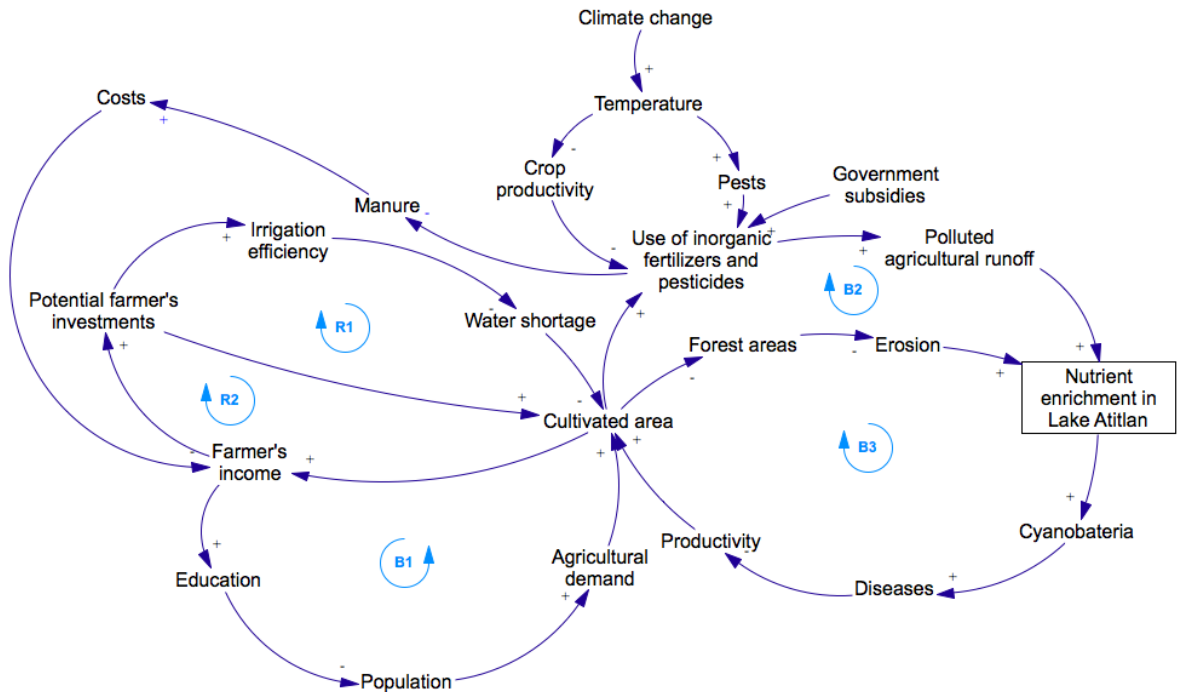 Climate change
+
Costs
+
Temperature
-
+
Crop
productivity
Pests
+
Government
subsidies
Manure
-
Irrigation
efficiency
+
-
+
Use of inorganic
fertilizers and
pesticides
+
Polluted
agricultural runoff
B2
Potential farmer's
investments
+
R1
-
Water shortage
+
Forest areas
-
Erosion
-
+
+
Nutrient
enrichment in
Lake Atitlan
R2
+
-
Cultivated area
+
+
B3
-
Farmer's
income
+
+
Cyanobateria
+
Productivity
-
B1
Agricultural
demand
+
Education
Diseases
+
-
Population
+